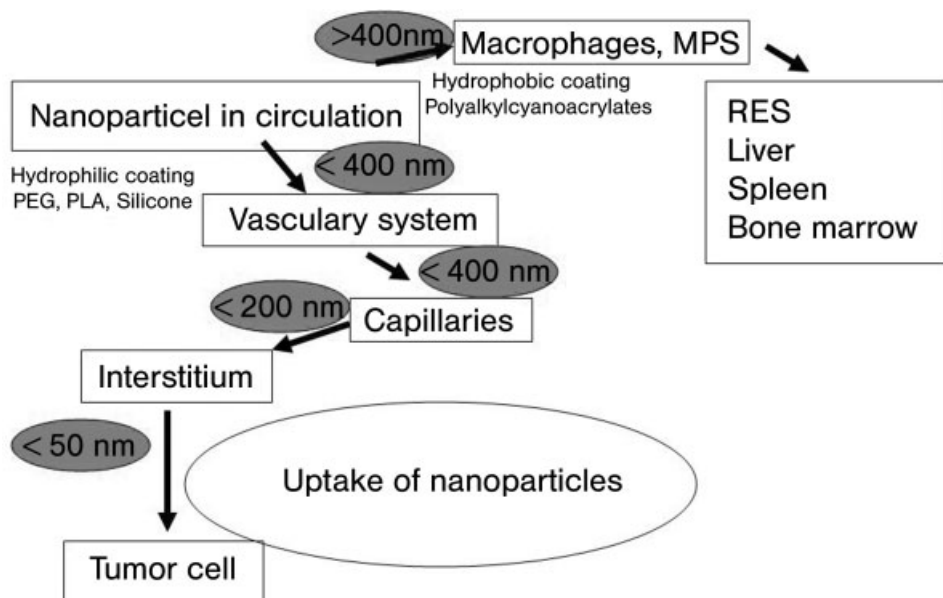 >400nm
Macrophages, MPS
Hydrophobic coating
Polyalkylcyanoacrylates
RES
Liver
Spleen
Bone marrow
Nanoparticel in circulation
< 400 nm
Hydrophilic coating
PEG, PLA, Silicone
Vasculary system
< 400 nm
< 200 nm
Capillaries
Interstitium
< 50 nm
Uptake of nanoparticles
Tumor cell